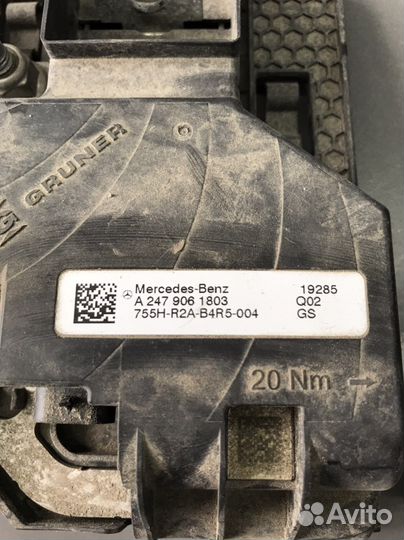 GRUNER
Mercedes-Benz 19285
A 247 906 1803 Q02
755H-R2A-B4R5-004 GS
20 Nm →
Avito